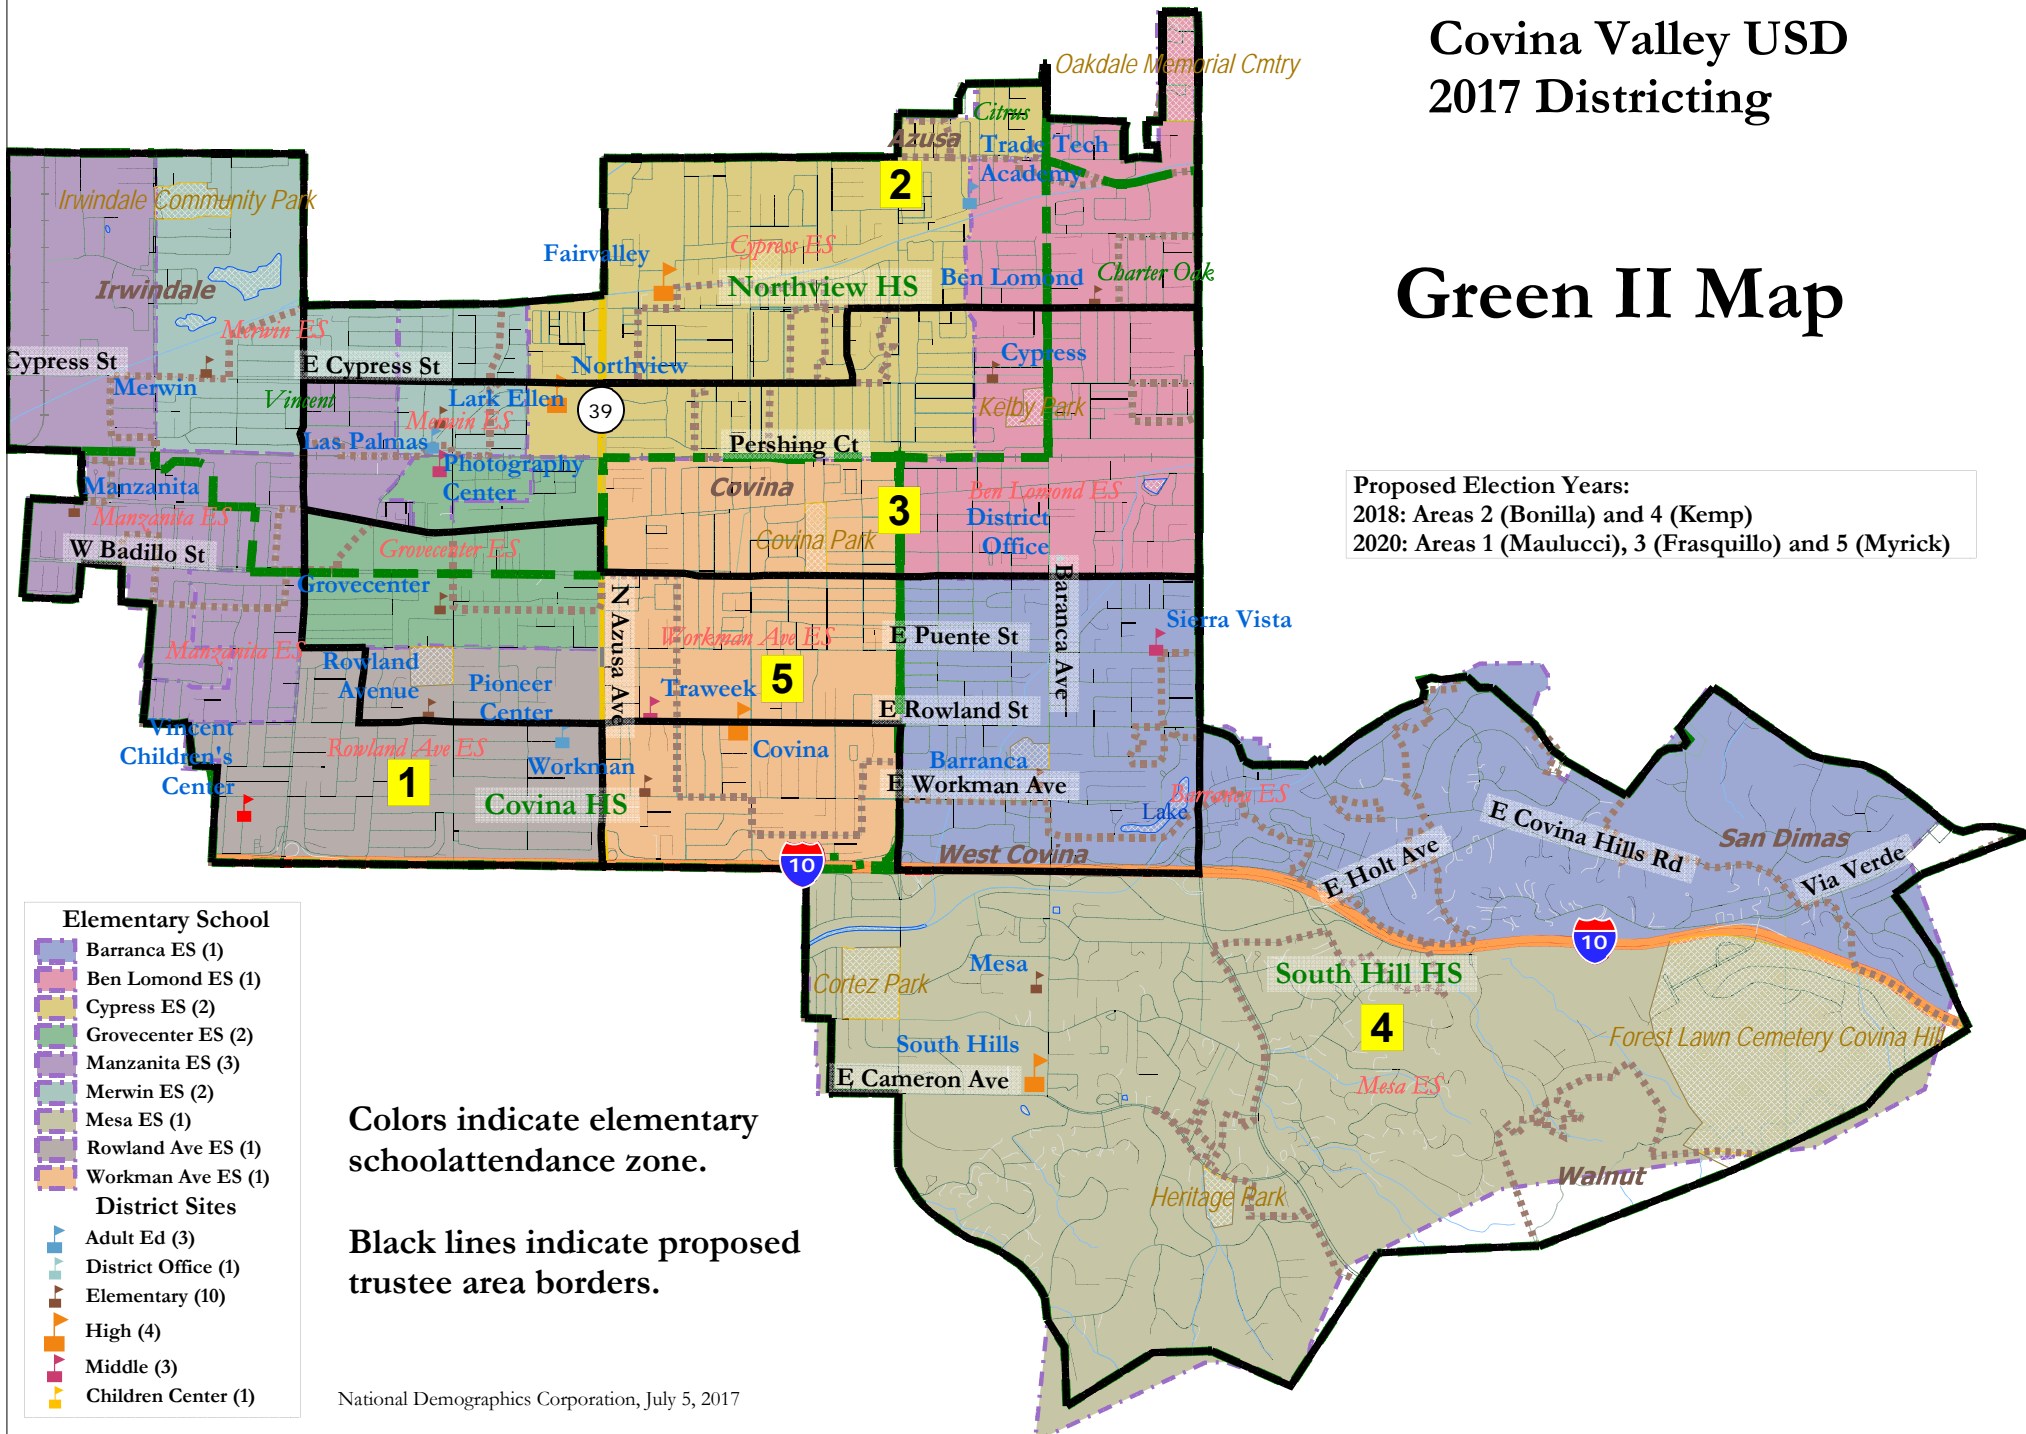 Covina Valley USD
2017 Districting
Green II Map
Proposed Election Years:
2018: Areas 2 (Bonilla) and 4 (Kemp)
2020: Areas 1 (Maulucci), 3 (Frasquillo) and 5 (Myrick)
Oakdale Memorial Cmtry
Citrus
Azusa
Trade Tech
Academy
2
Irwindale Community Park
Fairvalley
Cypress ES
Northview HS
Ben Lomond
Charter Oak
Irwindale
Merwin ES
Cypress St
E Cypress St
Northview
Cypress
Merwin
Vincent
Lark Ellen
39
Merwin ES
Kelby Park
Las Palmas
Pershing Ct
Photography
Center
Manzanita
Covina
3
Ben Lomond ES
Manzanita ES
District
Office
W Badillo St
Grovecenter ES
Covina Park
Grovecenter
N Azusa Ave
Baranca Ave
Sierra Vista
Workman Ave ES
E Puente St
Manzanita ES
Rowland
Avenue
Pioneer
Center
5
Traweek
E Rowland St
Vincent
Children's
Center
Rowland Ave ES
Workman
Covina
Barranca
E Workman Ave
1
Covina HS
Barranca ES
Lake
10
West Covina
E Holt Ave
E Covina Hills Rd
San Dimas
Via Verde
10
Mesa
South Hill HS
Cortez Park
4
South Hills
Forest Lawn Cemetery Covina Hill
E Cameron Ave
Mesa ES
Heritage Park
Walnut
Elementary School
Barranca ES (1)
Ben Lomond ES (1)
Cypress ES (2)
Grovecenter ES (2)
Manzanita ES (3)
Merwin ES (2)
Mesa ES (1)
Rowland Ave ES (1)
Workman Ave ES (1)
District Sites
Adult Ed (3)
District Office (1)
Elementary (10)
High (4)
Middle (3)
Children Center (1)
Colors indicate elementary
schoolattendance zone.
Black lines indicate proposed
trustee area borders.
National Demographics Corporation, July 5, 2017